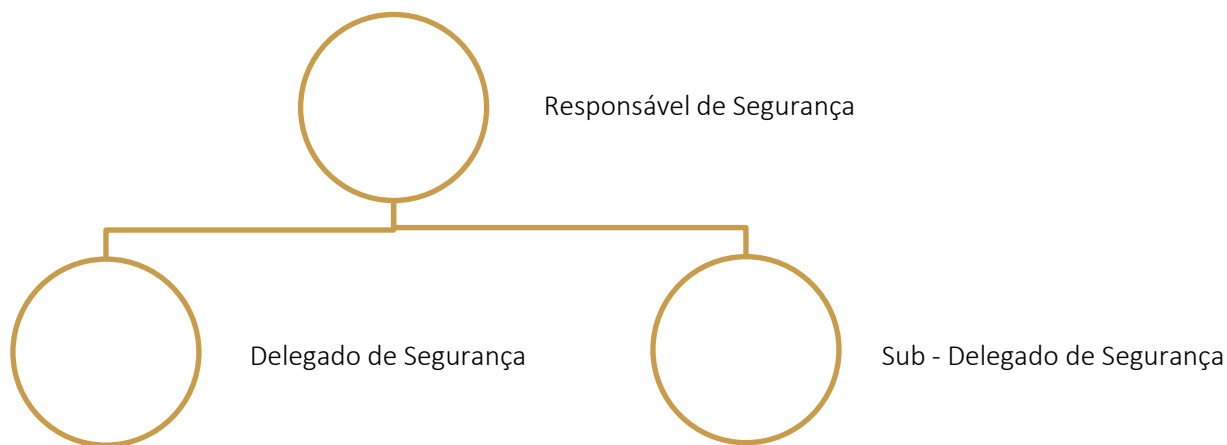 Responsável de Segurança
Delegado de Segurança
Sub - Delegado de Segurança